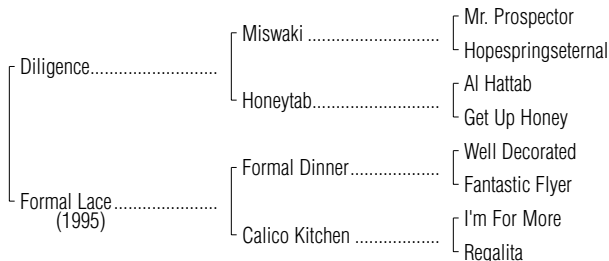 Mr. Prospector
Miswaki ...........................
Hopespringseternal
Diligence..........................
Al Hattab
Honeytab..........................
Get Up Honey
Well Decorated
Formal Dinner..................
Fantastic Flyer
Formal Lace.....................
(1995)
I'm For More
Calico Kitchen .................
Regalita